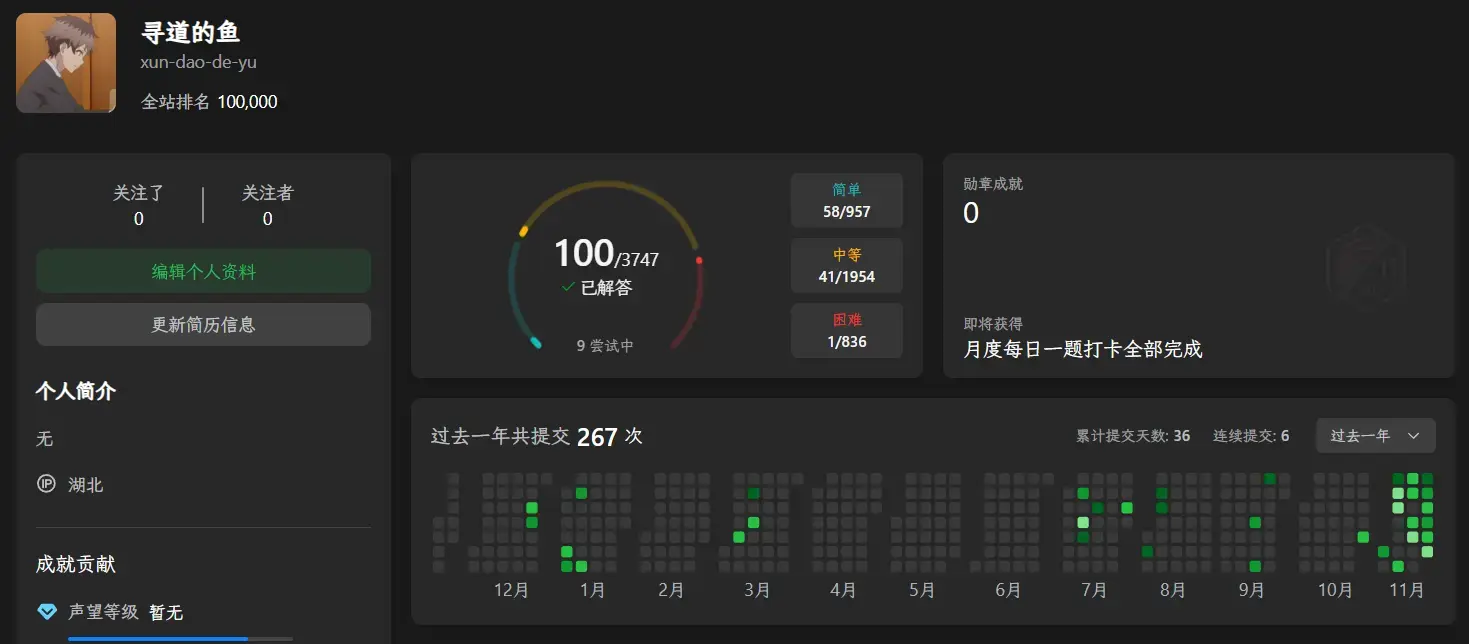 寻道的鱼
xun-dao-de-yu
全站排名 100,000
关注了
0
关注者
0
编辑个人资料
更新简历信息
个人简介
无
IP 湖北
成就贡献
声望等级 暂无
100/3747
已解答
9 尝试中
简单
58/957
中等
41/1954
困难
1/836
勋章成就
0
即将获得
月度每日一题打卡全部完成
过去一年共提交 267 次
累计提交天数: 36 连续提交: 6 过去一年
12月 1月 2月 3月 4月 5月 6月 7月 8月 9月 10月 11月